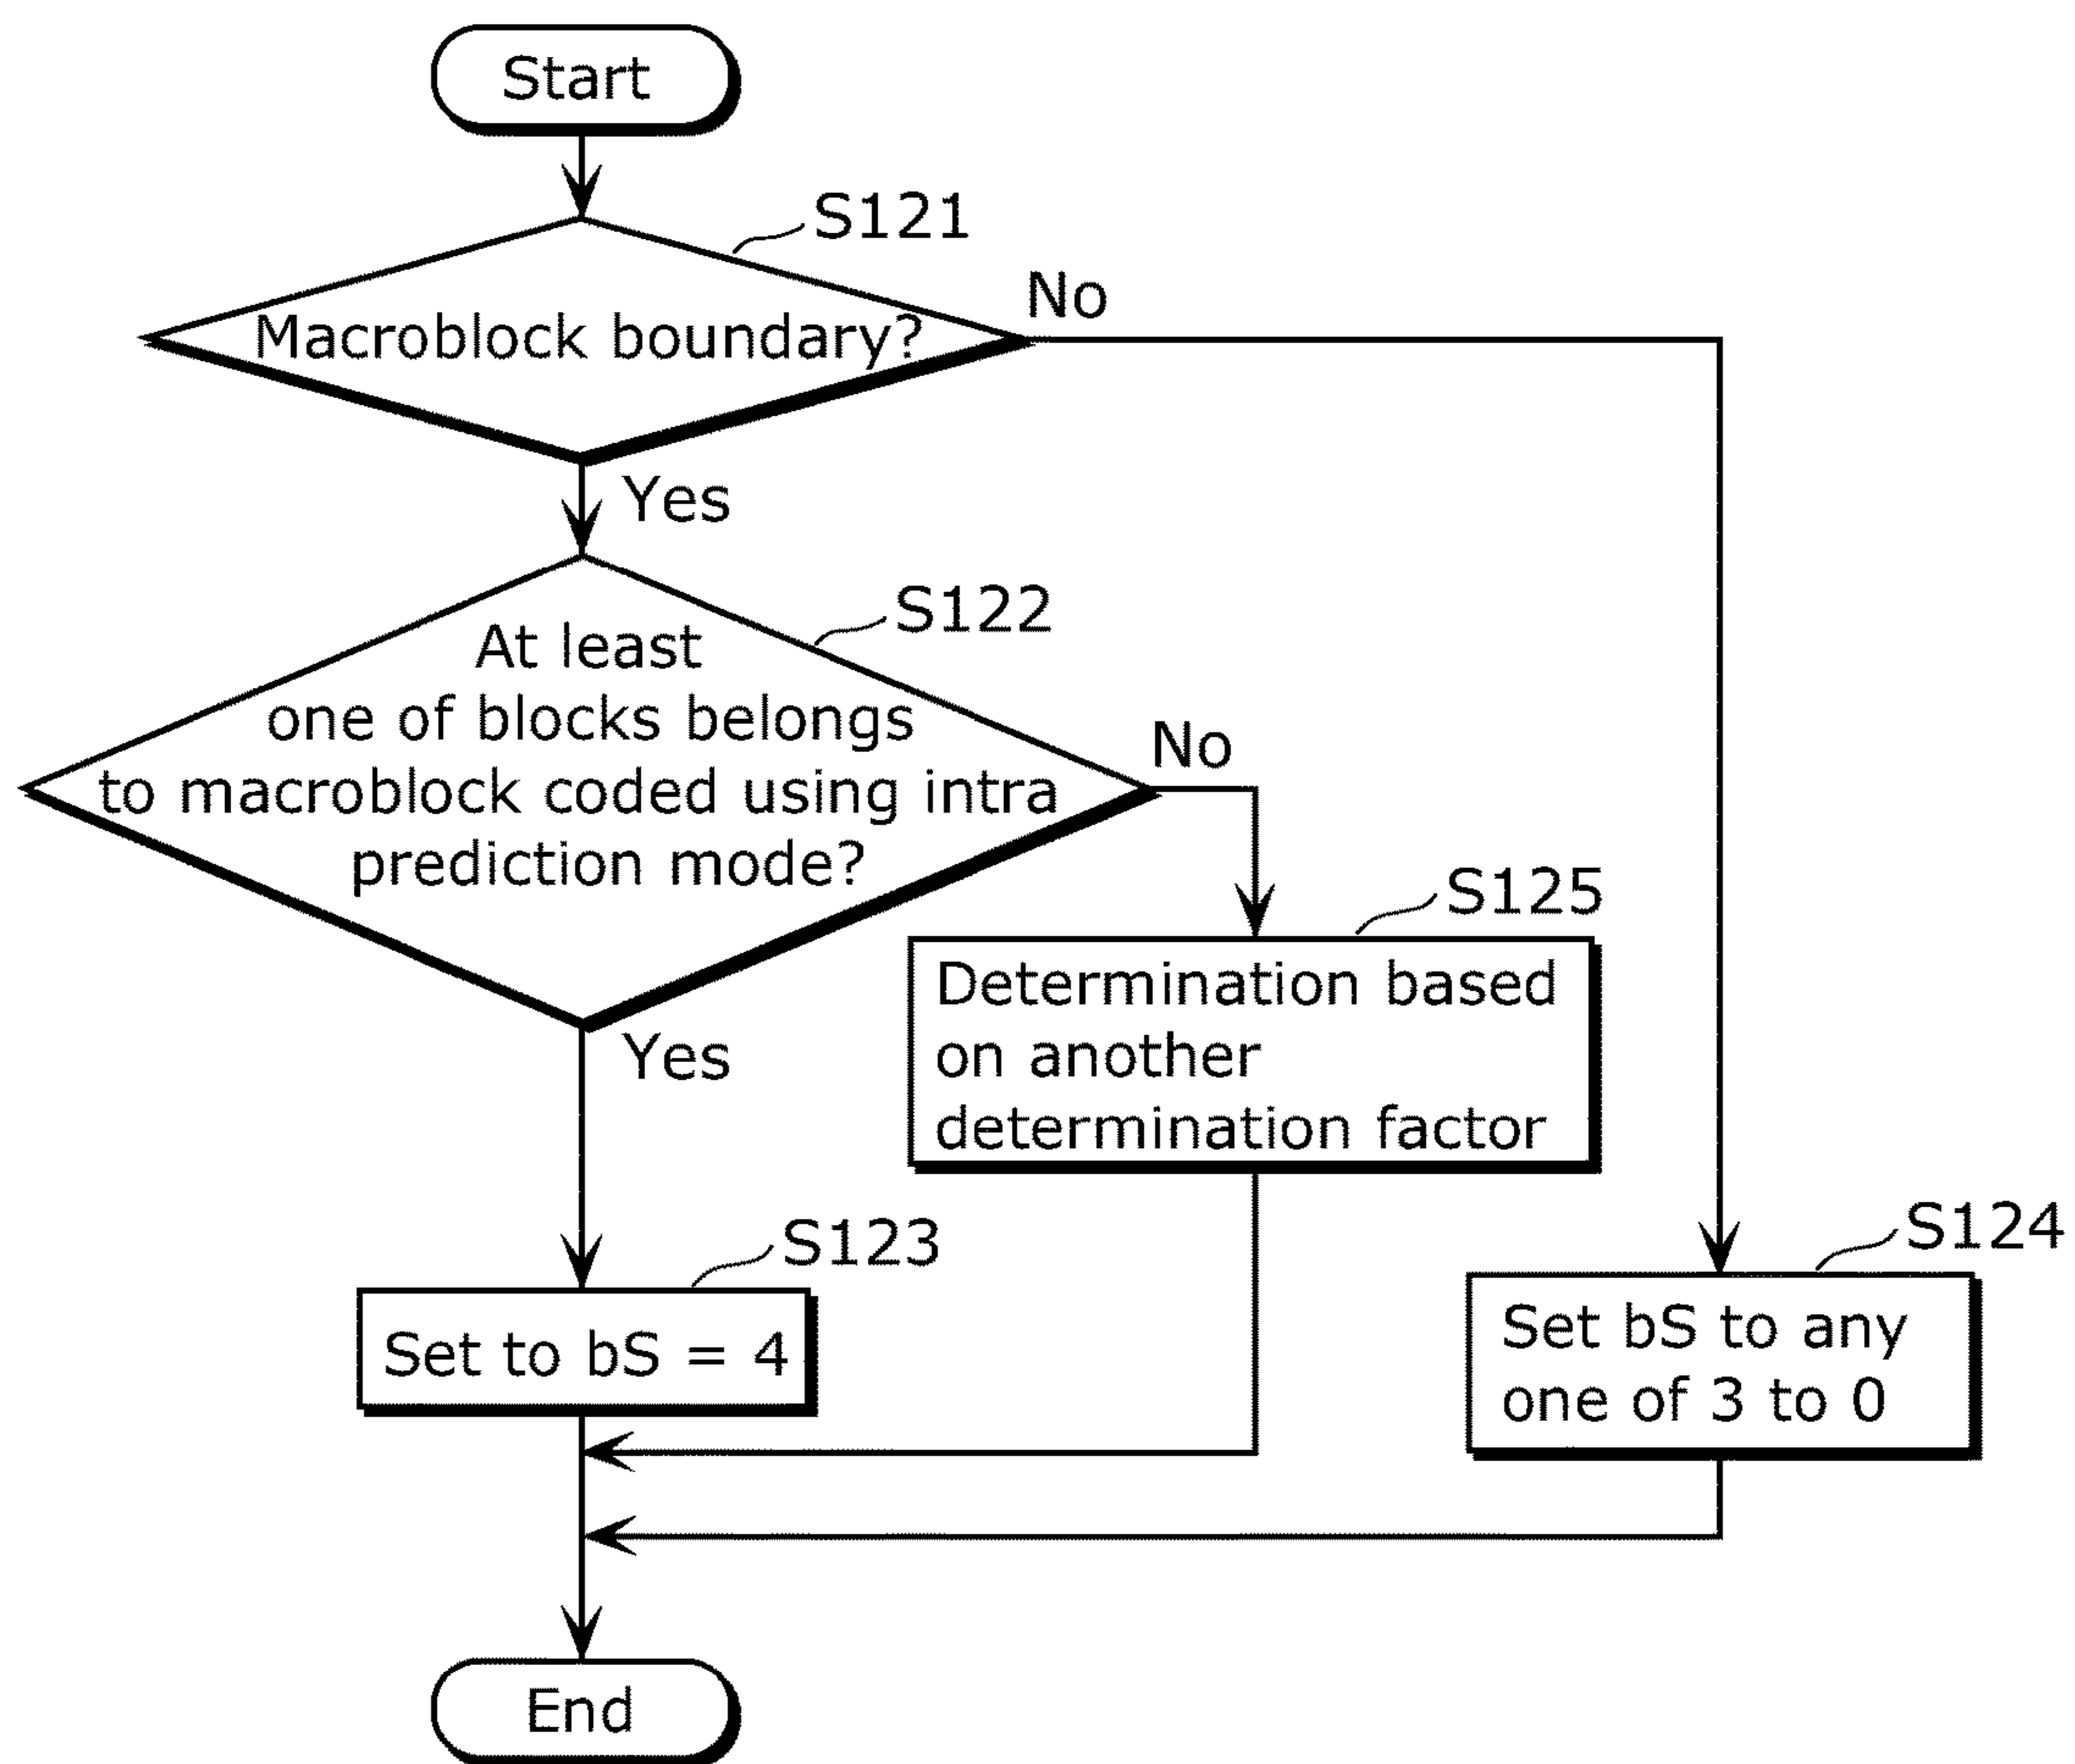 Start
S121
Macroblock boundary?
No
Yes
S122
At least
one of blocks belongs
to macroblock coded using intra
prediction mode?
No
Yes
S125
Determination based
on another
determination factor
S123
Set to bS = 4
S124
Set bS to any
one of 3 to 0
End